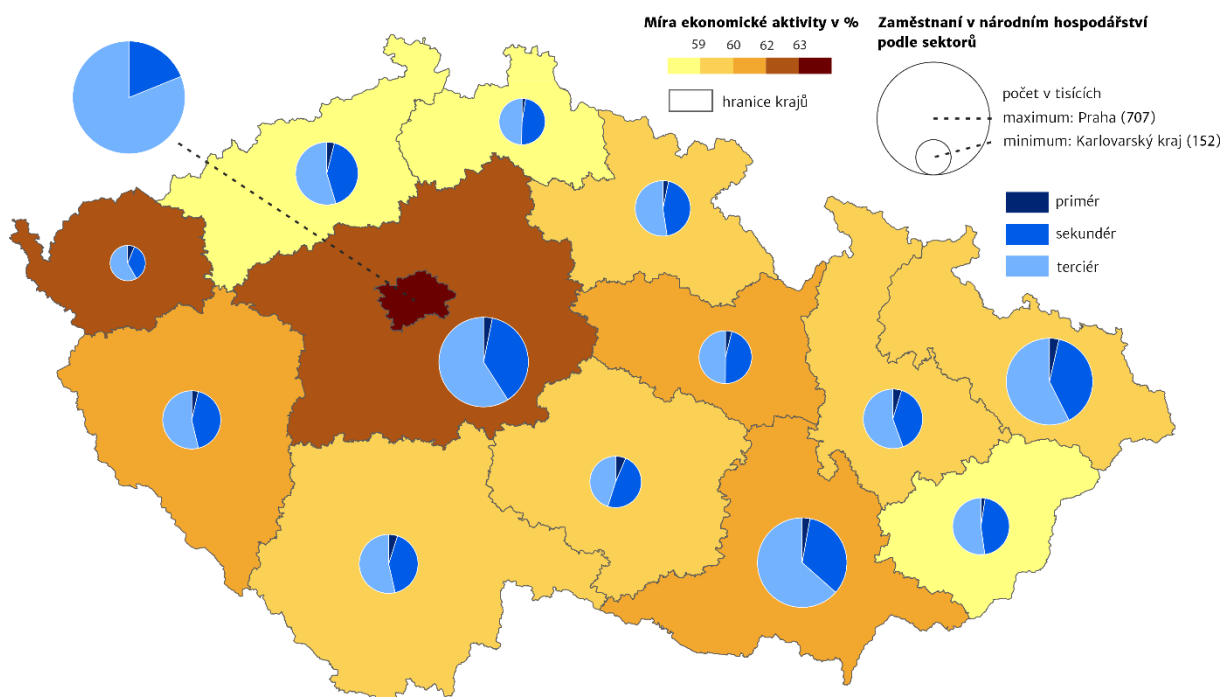 Míra ekonomické aktivity v %
59 60 62 63
hranice krajů
Zaměstnaní v národním hospodářství
podle sektorů
počet v tisících
maximum: Praha (707)
minimum: Karlovarský kraj (152)
primér
sekundér
terciér